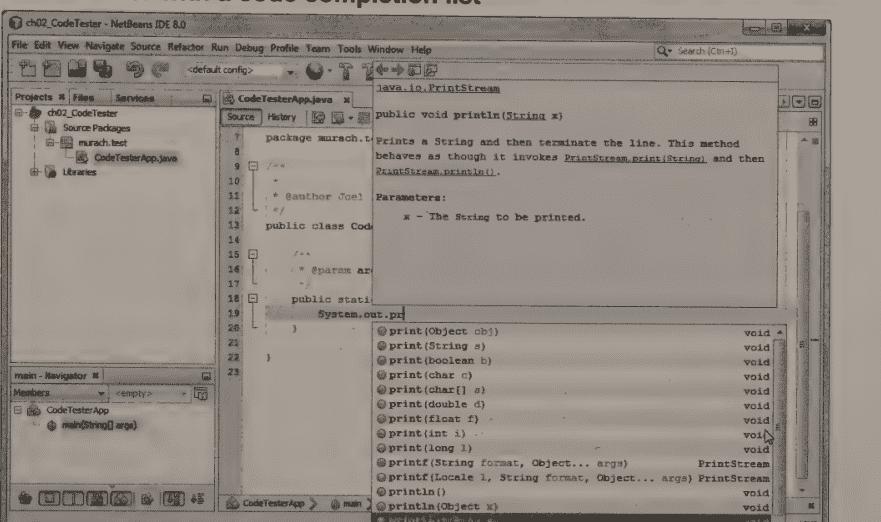 with a code completion list
ch02_CodeTester - NetBeans IDE 8.0
File Edit View Navigate Source Refactor Run Debug Profile Team Tools Window Help
Search (Ctrl+I)
<default config>
Projects Files Services
ch02_CodeTester
Source Packages
murach.test
CodeTesterApp.java
Libraries
CodeTesterApp.java
Source History
7 package murach.t
8
9 /**
10 *
11 * @author Joel
12 */
13 public class Cod
14
15 /**
16 * @param ar
17 */
18 public stati
19 System.out.pr
20 }
21
22 }
23
java.io.PrintStream
public void println(String x)
Prints a String and then terminate the line. This method
behaves as though it invokes PrintStream.print(String) and then
PrintStream.println().
Parameters:
x - The String to be printed.
print(Object obj) void
print(String s) void
print(boolean b) void
print(char c) void
print(char[] s) void
print(double d) void
print(float f) void
print(int i) void
print(long l) void
printf(String format, Object... args) PrintStream
printf(Locale l, String format, Object... args) PrintStream
println() void
println(Object x) void
main - Navigator
Members <empty>
CodeTesterApp
main(String[] args)
CodeTesterApp main